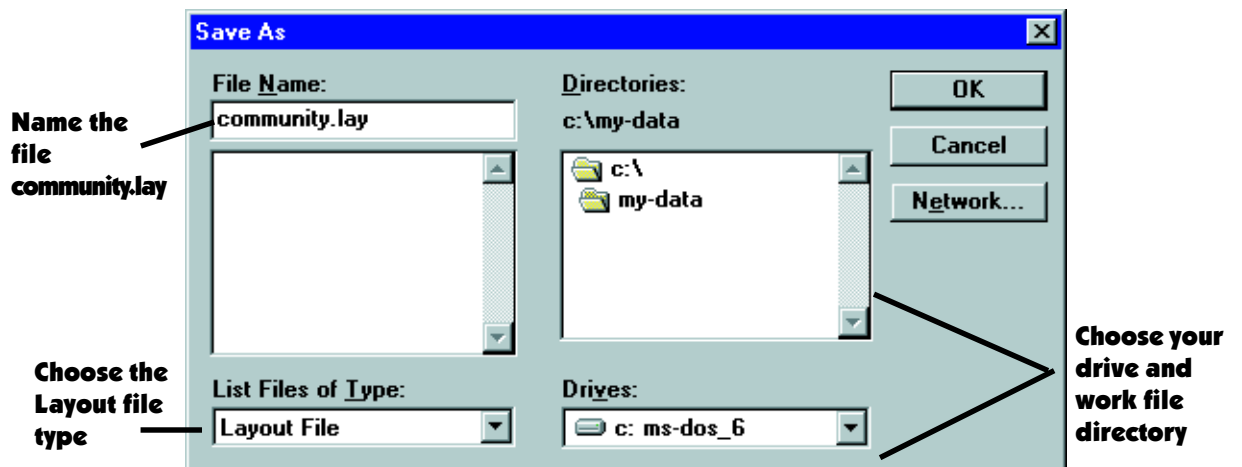 Save As
File Name:
community.lay
Directories:
c:\my-data
c:\
my-data
OK
Cancel
Network...
List Files of Type:
Layout File
Drives:
c: ms-dos_6
Name the
file
community.lay
Choose the
Layout file
type
Choose your
drive and
work file
directory